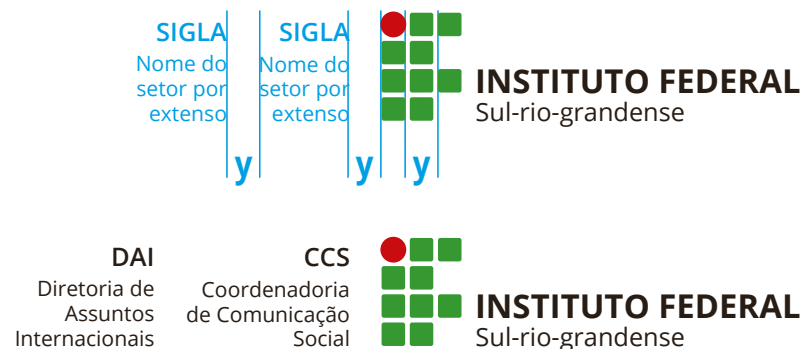 SIGLA
Nome do
setor por
extenso
SIGLA
Nome do
setor por
extenso
INSTITUTO FEDERAL
Sul-rio-grandense
y
y
y
DAI
Diretoria de
Assuntos
Internacionais
CCS
Coordenadoria
de Comunicação
Social
INSTITUTO FEDERAL
Sul-rio-grandense